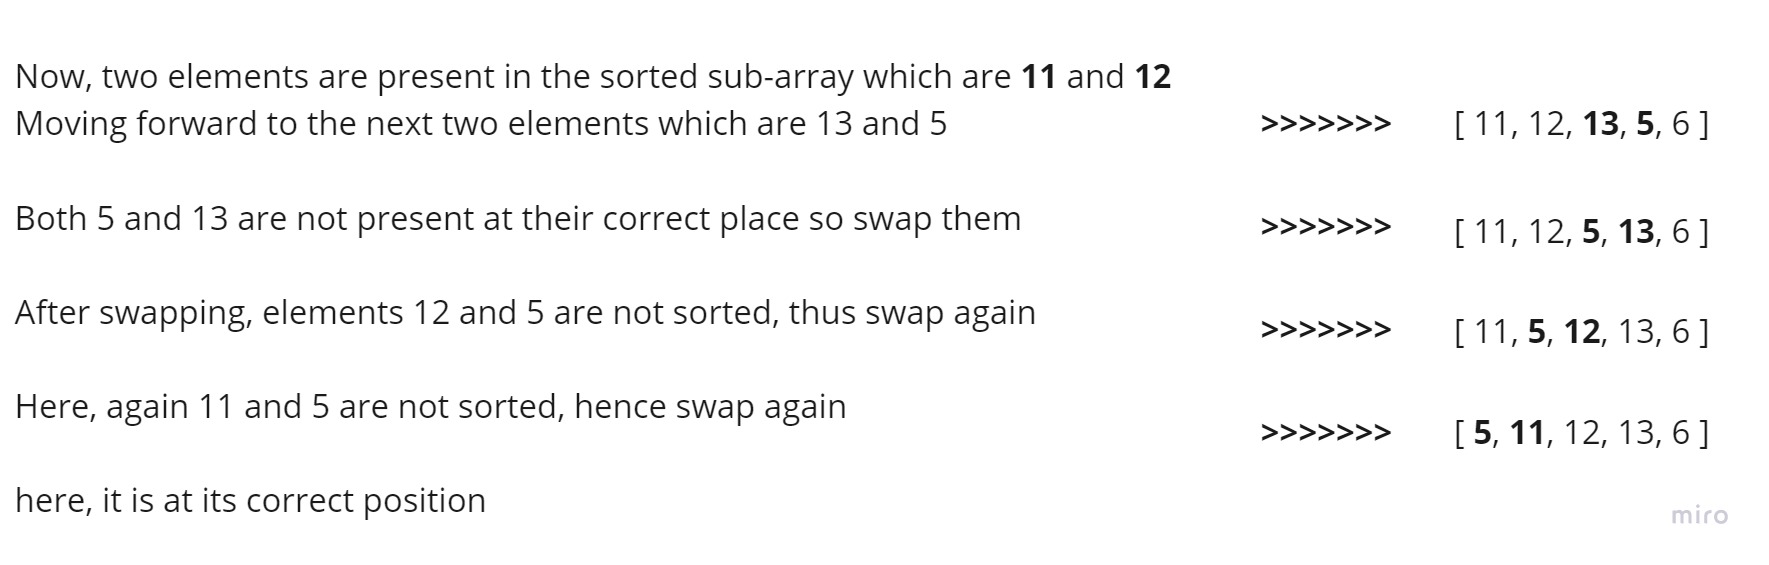 Now, two elements are present in the sorted sub-array which are 11 and 12
Moving forward to the next two elements which are 13 and 5 >>>>>>> [ 11, 12, 13, 5, 6 ]
Both 5 and 13 are not present at their correct place so swap them >>>>>>> [ 11, 12, 5, 13, 6 ]
After swapping, elements 12 and 5 are not sorted, thus swap again >>>>>>> [ 11, 5, 12, 13, 6 ]
Here, again 11 and 5 are not sorted, hence swap again >>>>>>> [ 5, 11, 12, 13, 6 ]
here, it is at its correct position
miro